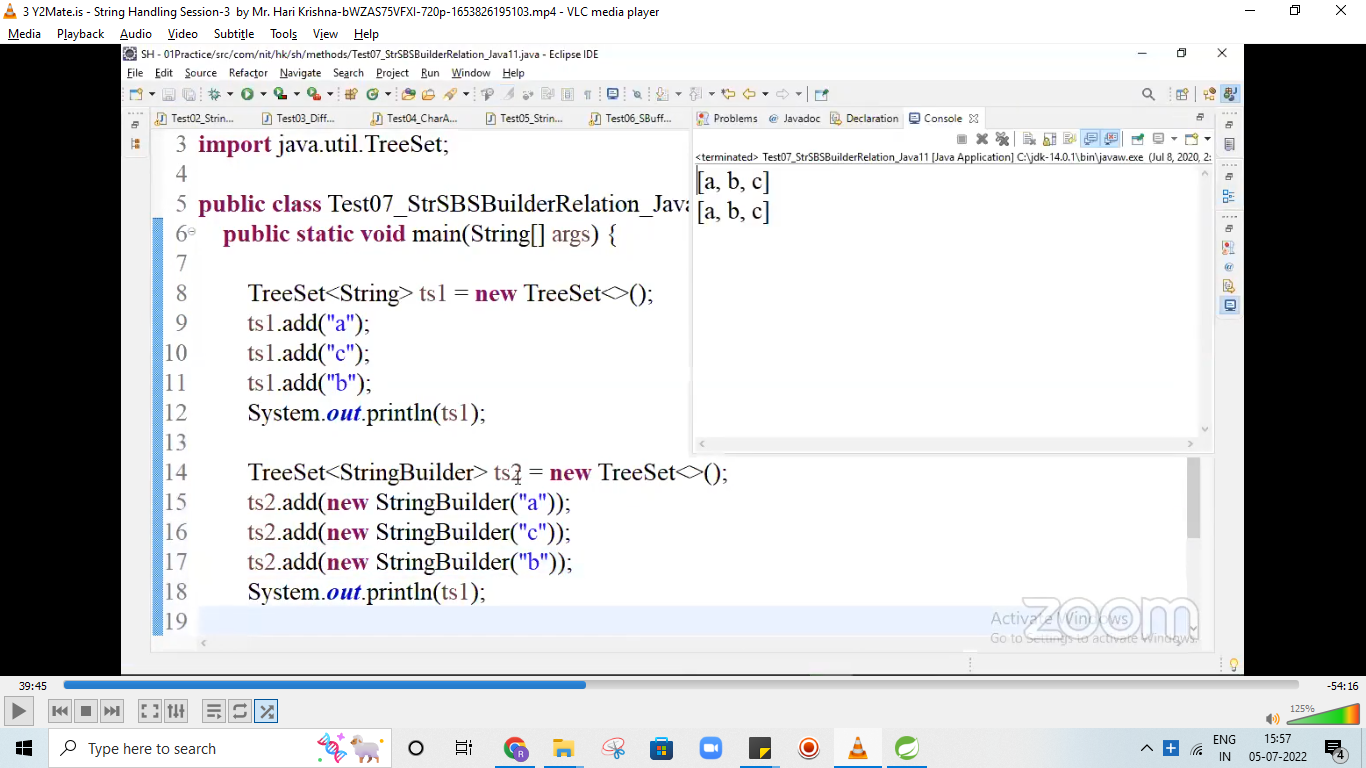 3 Y2Mate.is - String Handling Session-3 by Mr. Hari Krishna-bWZAS75VFXI-720p-1653826195103.mp4 - VLC media player
Media Playback Audio Video Subtitle Tools View Help
SH - 01Practice/src/com/nit/hk/sh/methods/Test07_StrSBSBuilderRelation_Java11.java - Eclipse IDE
File Edit Source Refactor Navigate Search Project Run Window Help
Test02_Strin... Test03_Diff... Test04_CharA... Test05_Strin... Test06_SBuff...
Problems @ Javadoc Declaration Console
<terminated> Test07_StrSBSBuilderRelation_Java11 [Java Application] C:\jdk-14.0.1\bin\javaw.exe (Jul 8, 2020, 2:
[a, b, c]
[a, b, c]
3 import java.util.TreeSet;
4
5 public class Test07_StrSBSBuilderRelation_Java
6 public static void main(String[] args) {
7
8 TreeSet<String> ts1 = new TreeSet<>();
9 ts1.add("a");
10 ts1.add("c");
11 ts1.add("b");
12 System.out.println(ts1);
13
14 TreeSet<StringBuilder> ts2 = new TreeSet<>();
15 ts2.add(new StringBuilder("a"));
16 ts2.add(new StringBuilder("c"));
17 ts2.add(new StringBuilder("b"));
18 System.out.println(ts1);
19
Activate Windows
Go to Settings to activate Windows.
zoom
39:45
-54:16
125%
Type here to search
ENG
IN
15:57
05-07-2022
4